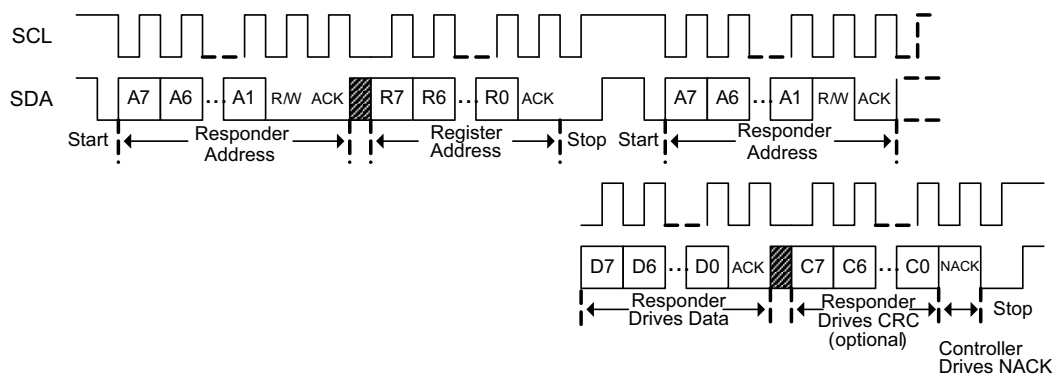 SCL
SDA A7 A6 ... A1 R/W ACK R7 R6 ... R0 ACK A7 A6 ... A1 R/W ACK
Start Responder Address Register Address Stop Start Responder Address
D7 D6 ... D0 ACK C7 C6 ... C0 NACK
Responder Drives Data
Responder Drives CRC (optional)
Stop
Controller Drives NACK